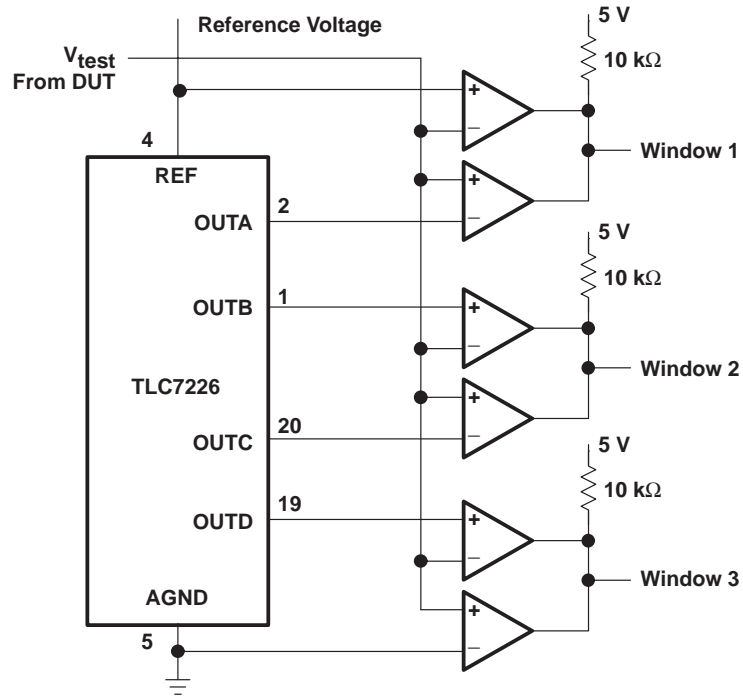 Reference Voltage
5 V
Vtest
From DUT
10 kΩ
+
−
4
Window 1
REF
+
2
OUTA
−
5 V
10 kΩ
1
OUTB
+
−
TLC7226
Window 2
+
20
OUTC
−
5 V
10 kΩ
19
OUTD
+
−
Window 3
AGND
+
5
−